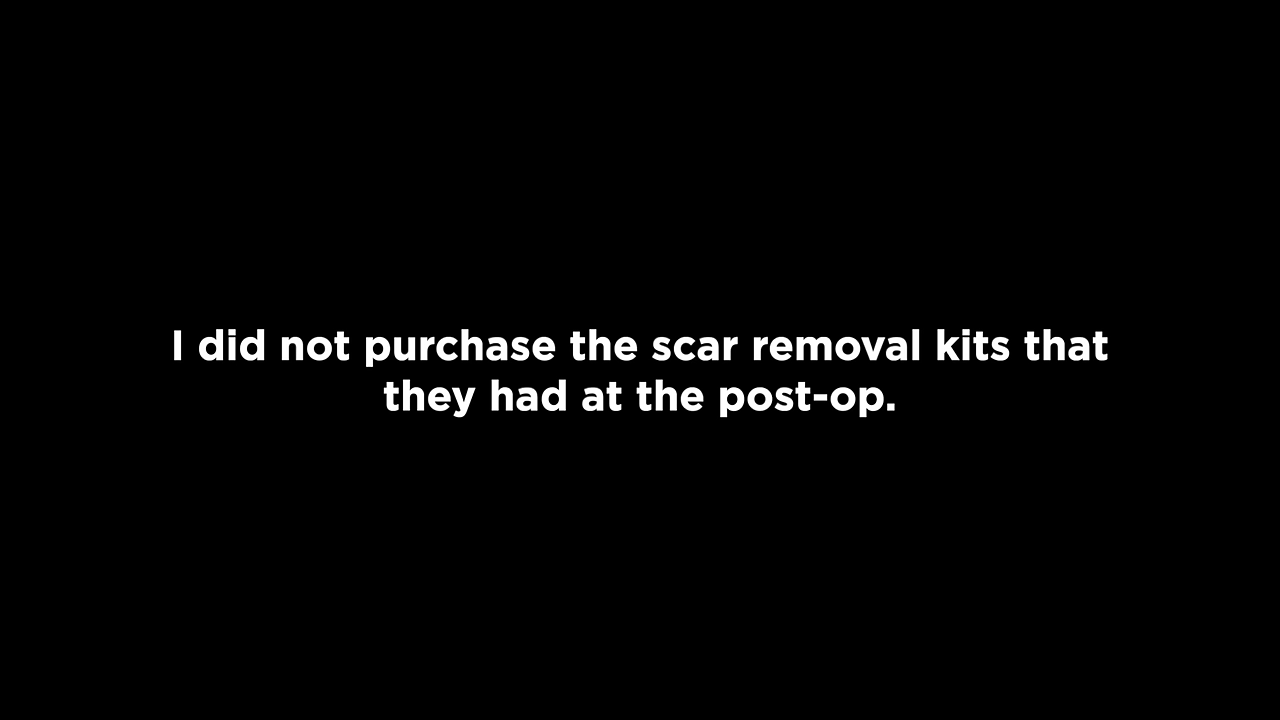 I did not purchase the scar removal kits that
they had at the post-op.